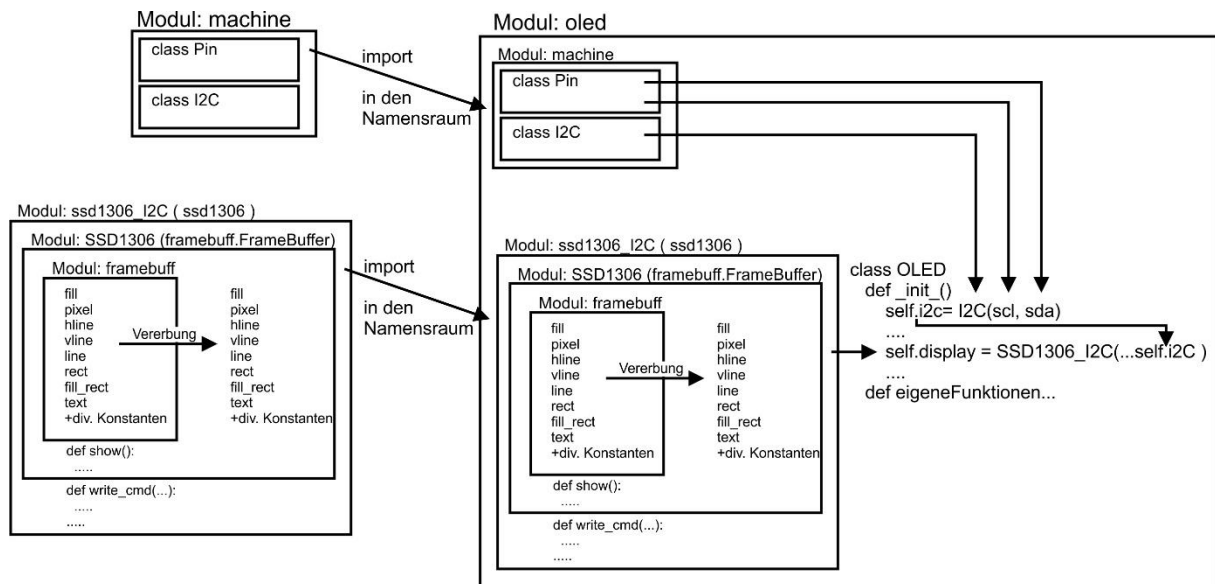 Modul: machine
class Pin
class I2C
import
in den
Namensraum
Modul: oled
Modul: machine
class Pin
class I2C
Modul: ssd1306_I2C ( ssd1306 )
Modul: SSD1306 (framebuff.FrameBuffer)
Modul: framebuff
fill
pixel
hline
vline
line
rect
fill_rect
text
+div. Konstanten
Vererbung
fill
pixel
hline
vline
line
rect
fill_rect
text
+div. Konstanten
def show():
.....
def write_cmd(...):
.....
.....
import
in den
Namensraum
Modul: ssd1306_I2C ( ssd1306 )
Modul: SSD1306 (framebuff.FrameBuffer)
Modul: framebuff
fill
pixel
hline
vline
line
rect
fill_rect
text
+div. Konstanten
Vererbung
fill
pixel
hline
vline
line
rect
fill_rect
text
+div. Konstanten
def show():
.....
def write_cmd(...):
.....
.....
class OLED
def _init_()
self.i2c= I2C(scl, sda)
....
self.display = SSD1306_I2C(...self.i2C )
....
def eigeneFunktionen...